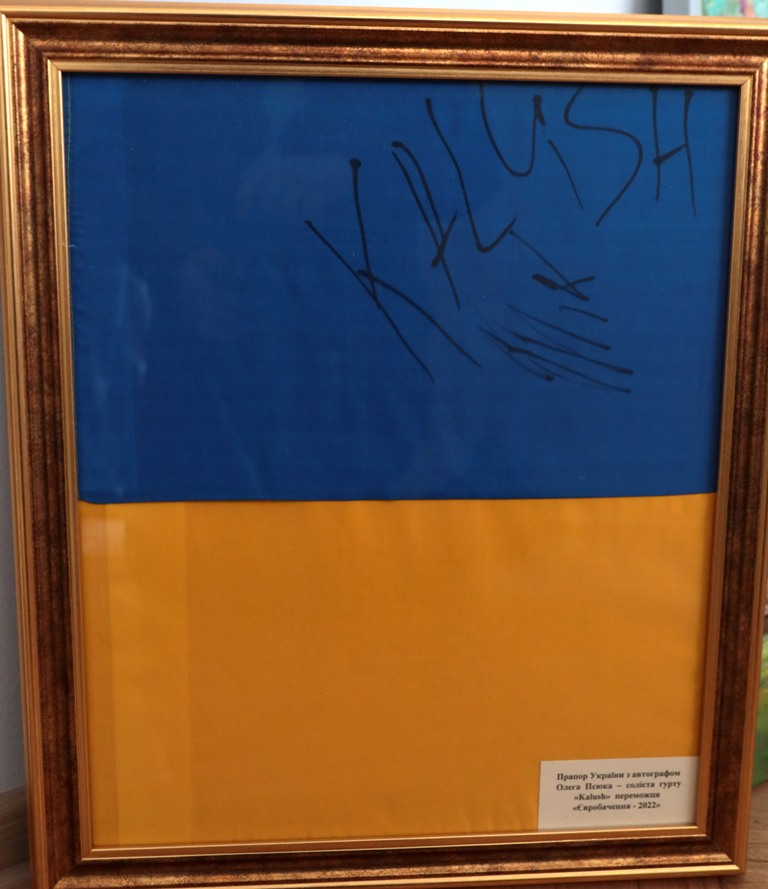 KALUSH
Прапор України з автографом
Олега Псюка – соліста гурту
«Kalush» переможця
«Євробачення - 2022»